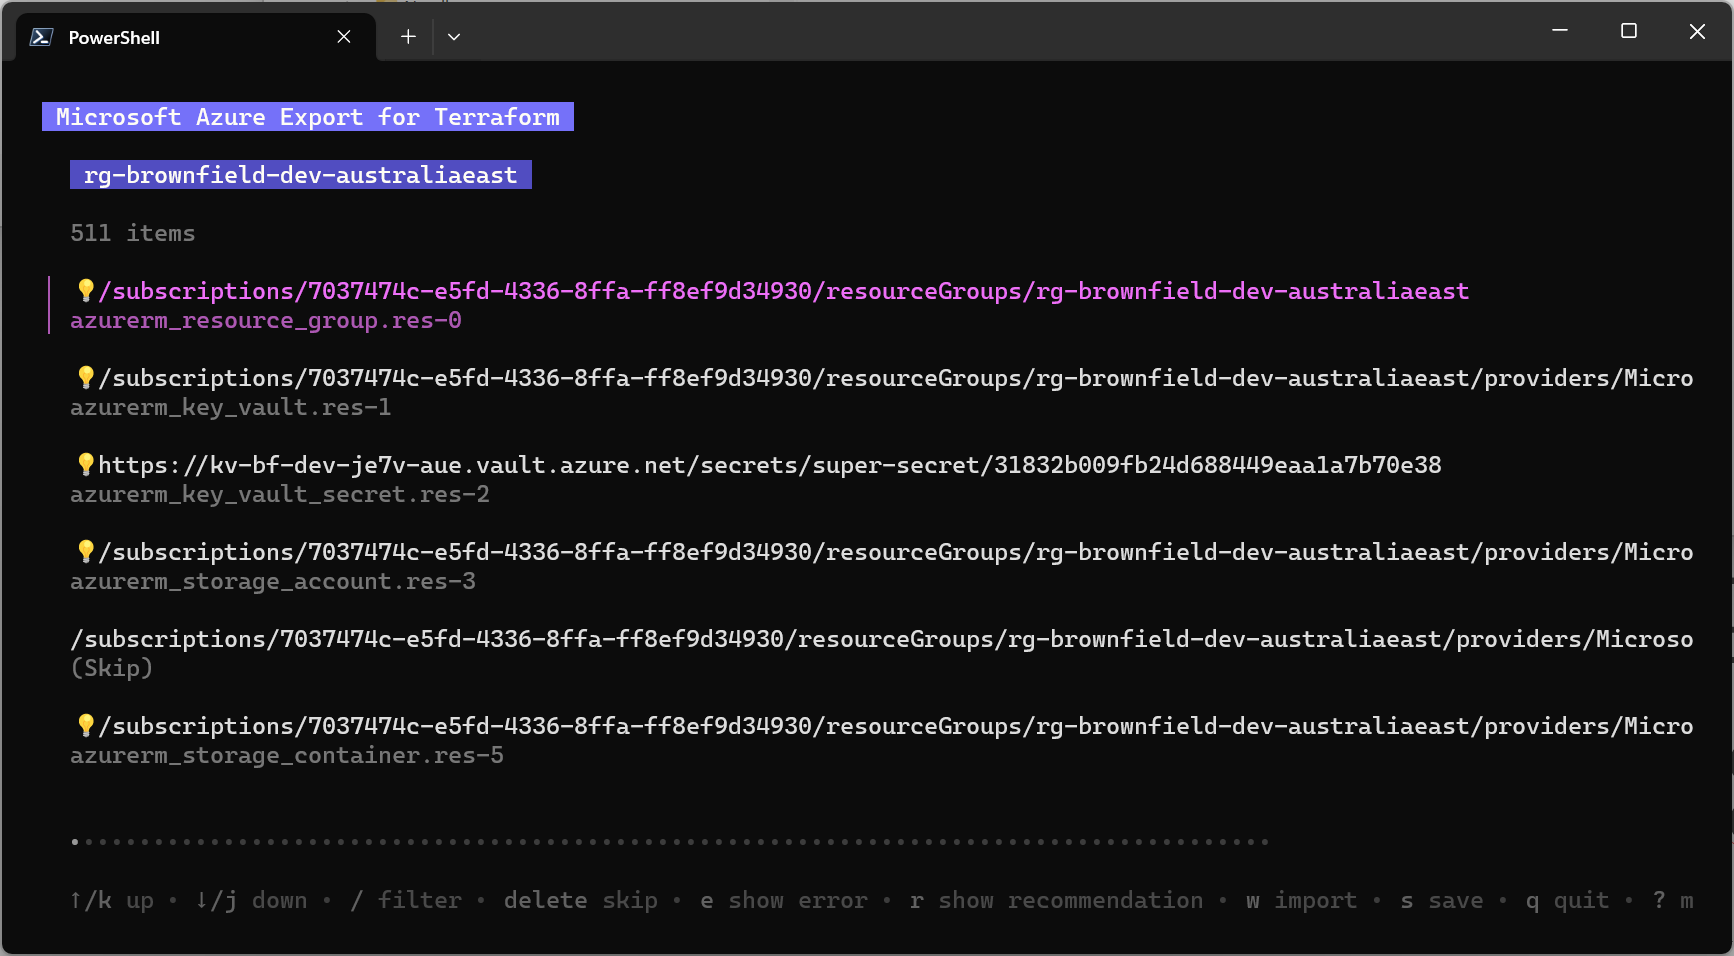 PowerShell
Microsoft Azure Export for Terraform
rg-brownfield-dev-australiaeast
511 items
💡/subscriptions/7037474c-e5fd-4336-8ffa-ff8ef9d34930/resourceGroups/rg-brownfield-dev-australiaeast
azurerm_resource_group.res-0
💡/subscriptions/7037474c-e5fd-4336-8ffa-ff8ef9d34930/resourceGroups/rg-brownfield-dev-australiaeast/providers/Micro
azurerm_key_vault.res-1
💡https://kv-bf-dev-je7v-aue.vault.azure.net/secrets/super-secret/31832b009fb24d688449eaa1a7b70e38
azurerm_key_vault_secret.res-2
💡/subscriptions/7037474c-e5fd-4336-8ffa-ff8ef9d34930/resourceGroups/rg-brownfield-dev-australiaeast/providers/Micro
azurerm_storage_account.res-3
/subscriptions/7037474c-e5fd-4336-8ffa-ff8ef9d34930/resourceGroups/rg-brownfield-dev-australiaeast/providers/Microso
(Skip)
💡/subscriptions/7037474c-e5fd-4336-8ffa-ff8ef9d34930/resourceGroups/rg-brownfield-dev-australiaeast/providers/Micro
azurerm_storage_container.res-5
↑/k up • ↓/j down • / filter • delete skip • e show error • r show recommendation • w import • s save • q quit • ? m